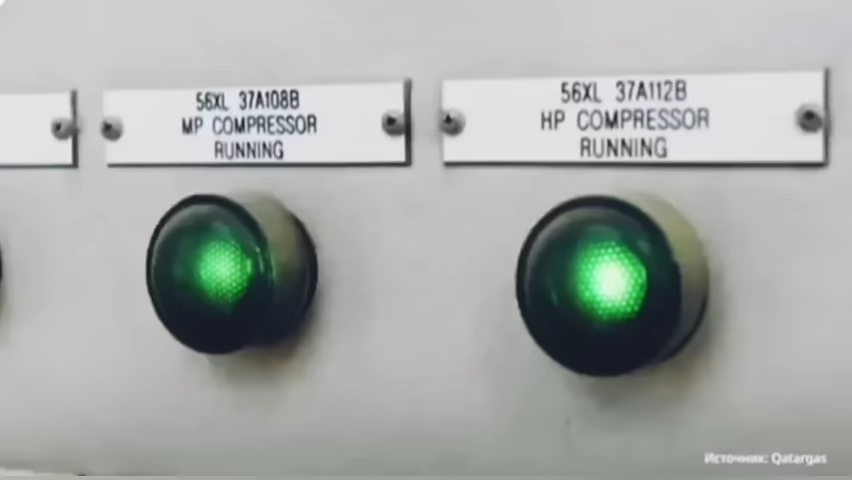 56XL 37A108B
MP COMPRESSOR
RUNNING
56XL 37A112B
HP COMPRESSOR
RUNNING
Источник: Qatargas